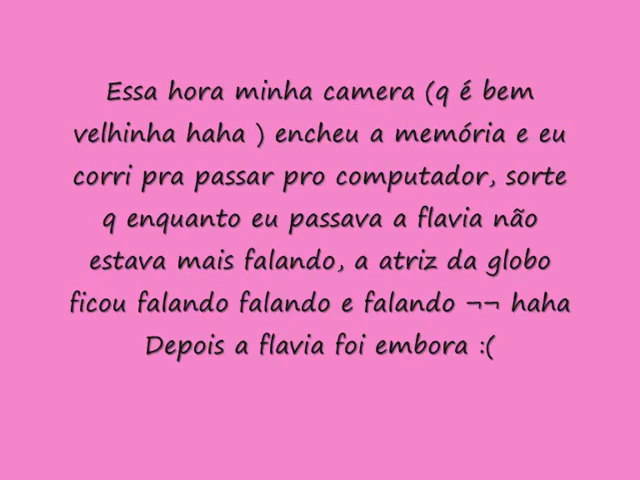 Essa hora minha camera (q é bem
velhinha haha ) encheu a memória e eu
corri pra passar pro computador, sorte
q enquanto eu passava a flavia não
estava mais falando, a atriz da globo
ficou falando falando e falando ¬¬ haha
Depois a flavia foi embora :(